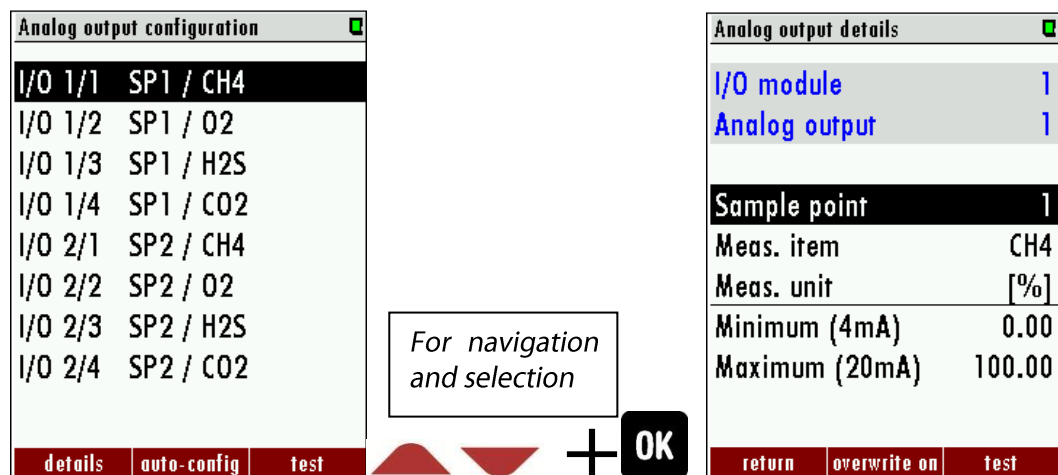 Analog output configuration
I/O 1/1 SP1 / CH4
I/O 1/2 SP1 / O2
I/O 1/3 SP1 / H2S
I/O 1/4 SP1 / CO2
I/O 2/1 SP2 / CH4
I/O 2/2 SP2 / O2
I/O 2/3 SP2 / H2S
I/O 2/4 SP2 / CO2
details auto-config test
For navigation
and selection
+ OK
Analog output details
I/O module 1
Analog output 1
Sample point 1
Meas. item CH4
Meas. unit [%]
Minimum (4mA) 0.00
Maximum (20mA) 100.00
return overwrite on test